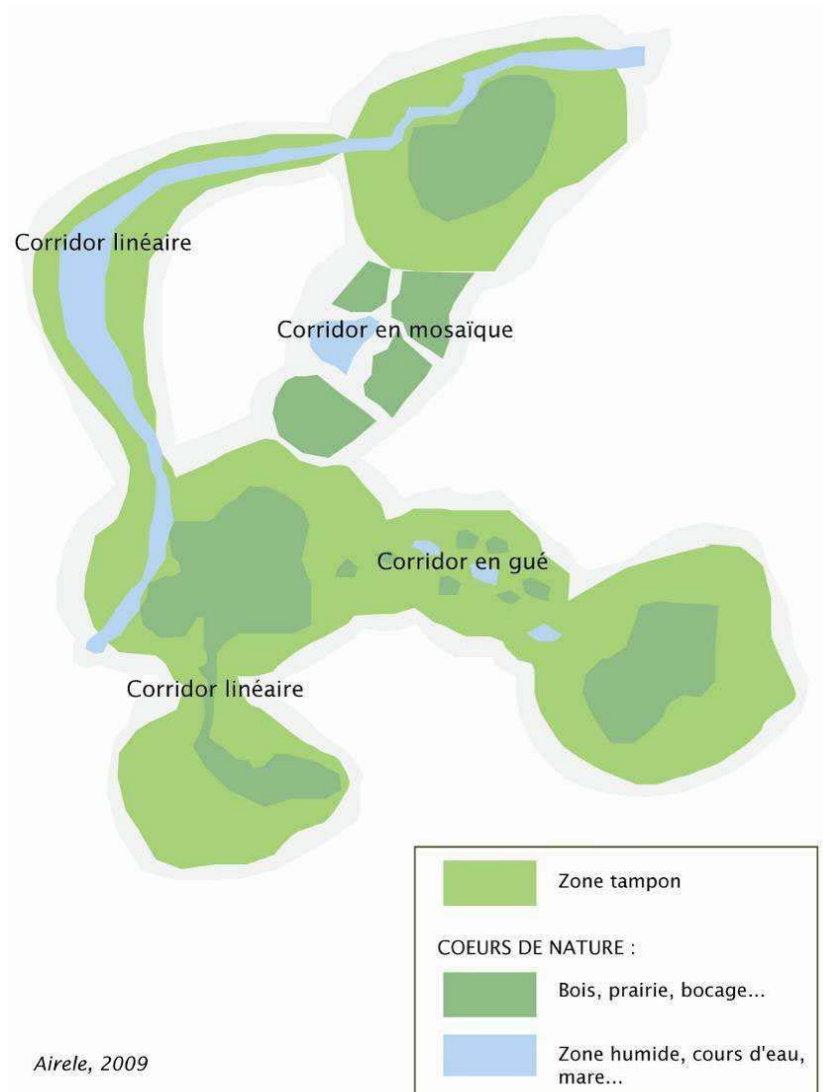 Corridor linéaire
Corridor en mosaïque
Corridor en gué
Corridor linéaire
Zone tampon
COEURS DE NATURE :
Bois, prairie, bocage...
Zone humide, cours d'eau,
mare...
Airele, 2009